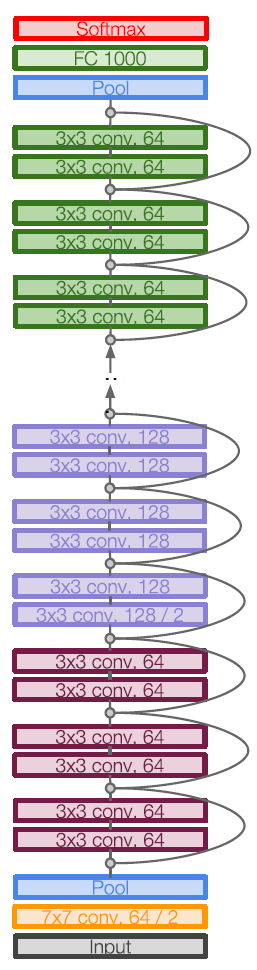 Softmax
FC 1000
Pool
3x3 conv, 64
3x3 conv, 64
3x3 conv, 64
3x3 conv, 64
3x3 conv, 64
3x3 conv, 64
..
3x3 conv, 128
3x3 conv, 128
3x3 conv, 128
3x3 conv, 128
3x3 conv, 128
3x3 conv, 128 / 2
3x3 conv, 64
3x3 conv, 64
3x3 conv, 64
3x3 conv, 64
3x3 conv, 64
3x3 conv, 64
Pool
7x7 conv, 64 / 2
Input